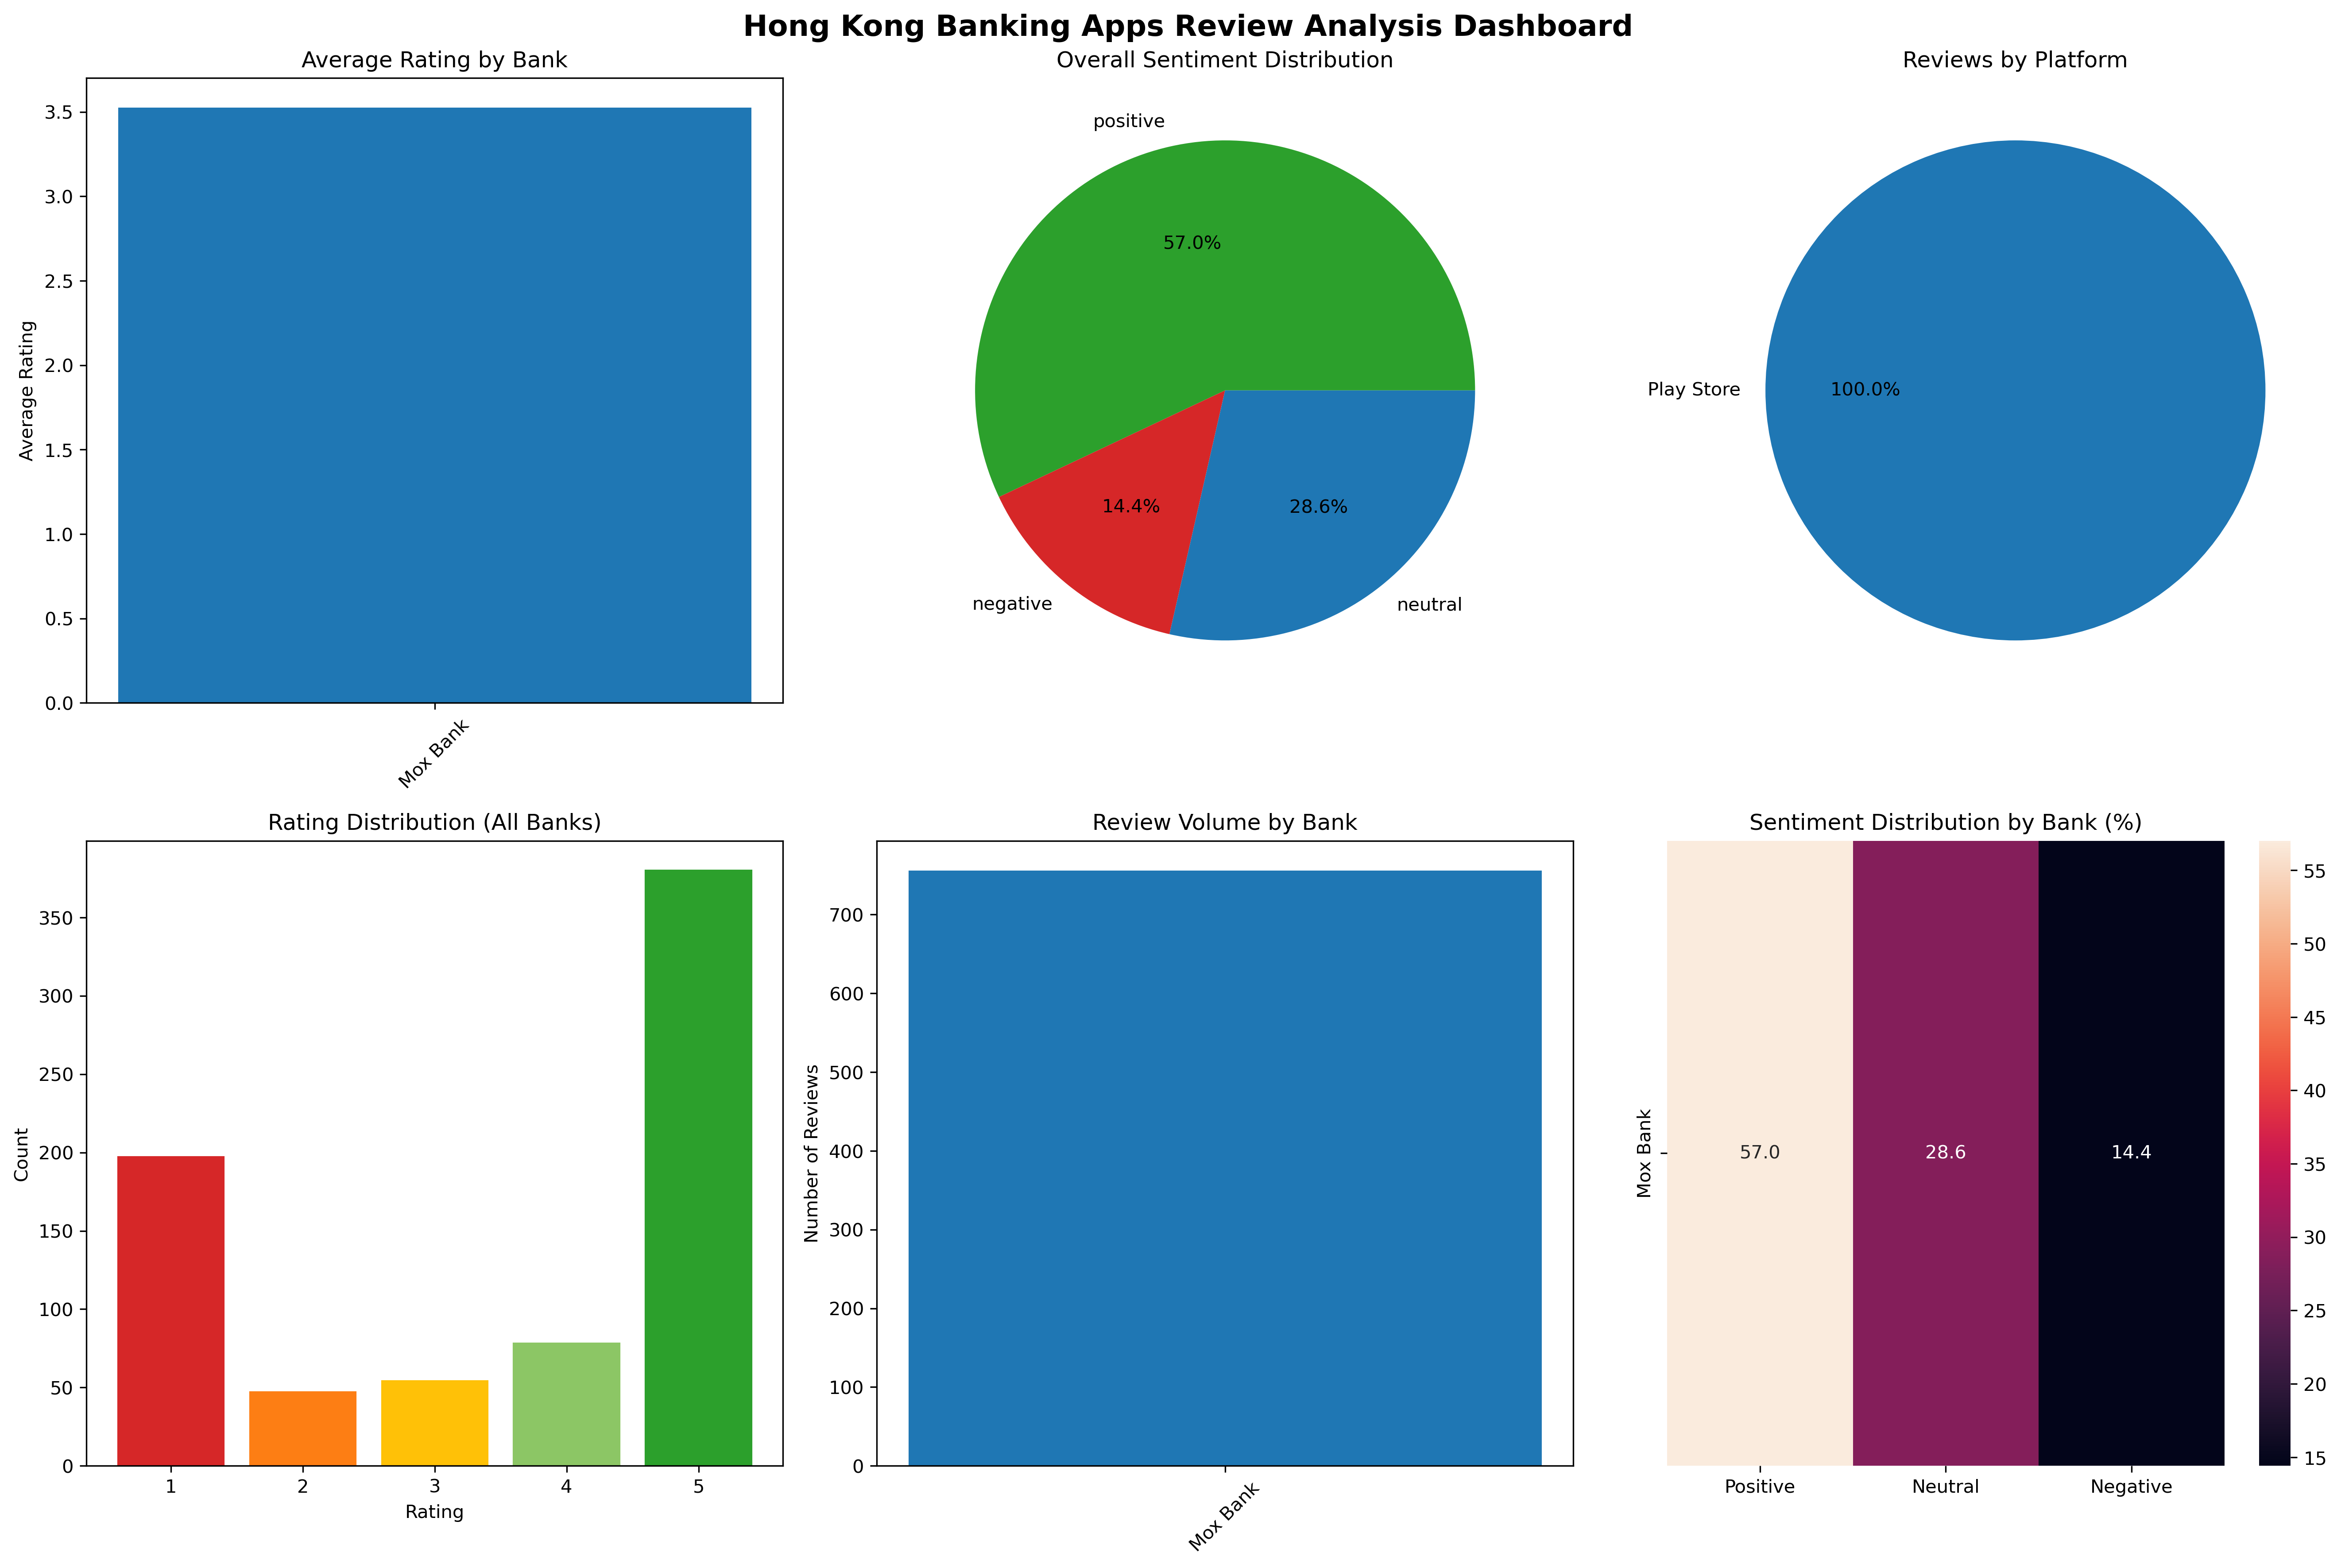 Hong Kong Banking Apps Review Analysis Dashboard
Average Rating by Bank
Average Rating
3.5
3.0
2.5
2.0
1.5
1.0
0.5
0.0
Mox Bank
Overall Sentiment Distribution
positive
57.0%
14.4%
28.6%
negative
neutral
Reviews by Platform
Play Store
100.0%
Rating Distribution (All Banks)
Count
350
300
250
200
150
100
50
0
1 2 3 4 5
Rating
Review Volume by Bank
Number of Reviews
700
600
500
400
300
200
100
0
Mox Bank
Sentiment Distribution by Bank (%)
Mox Bank
57.0 28.6 14.4
Positive Neutral Negative
55
50
45
40
35
30
25
20
15